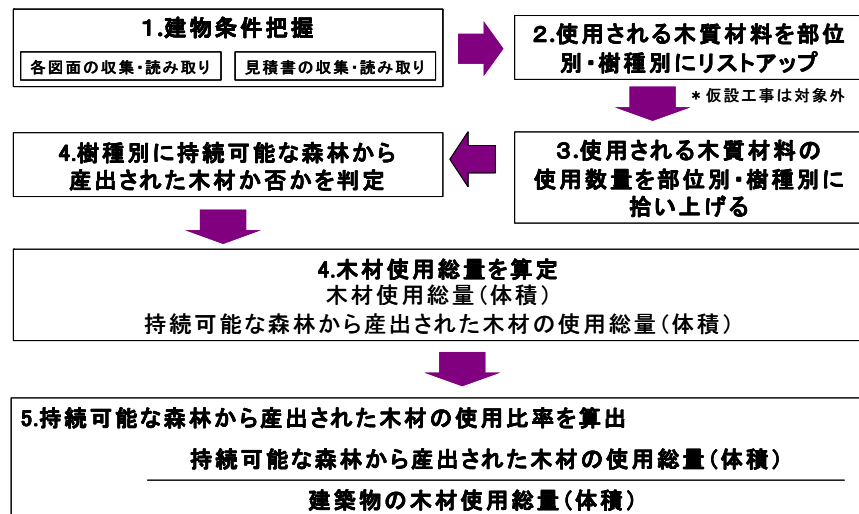 1.建物条件把握
各図面の収集・読み取り
見積書の収集・読み取り
2.使用される木質材料を部位
別・樹種別にリストアップ
＊仮設工事は対象外
3.使用される木質材料の
使用数量を部位別・樹種別に
拾い上げる
4.樹種別に持続可能な森林から
産出された木材か否かを判定
4.木材使用総量を算定
木材使用総量(体積)
持続可能な森林から産出された木材の使用総量(体積)
5.持続可能な森林から産出された木材の使用比率を算出
持続可能な森林から産出された木材の使用総量(体積)
建築物の木材使用総量(体積)